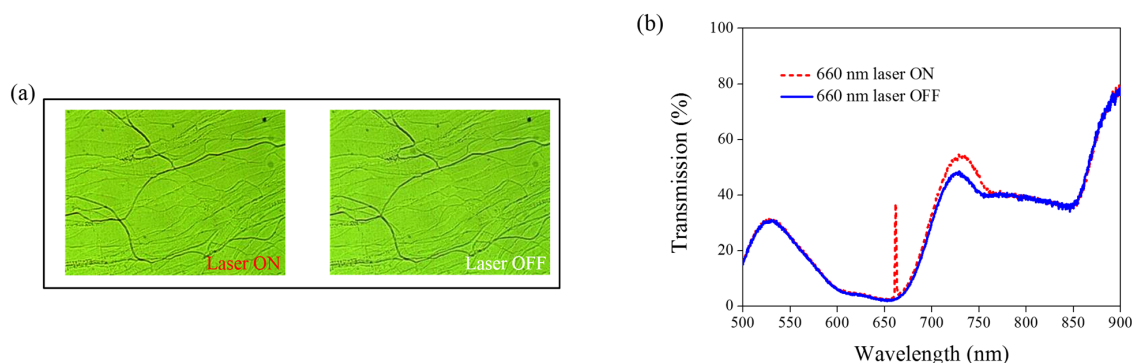 (a)
Laser ON
Laser OFF
(b)
100
80
60
40
20
0
Transmission (%)
660 nm laser ON
660 nm laser OFF
500
550
600
650
700
750
800
850
900
Wavelength (nm)